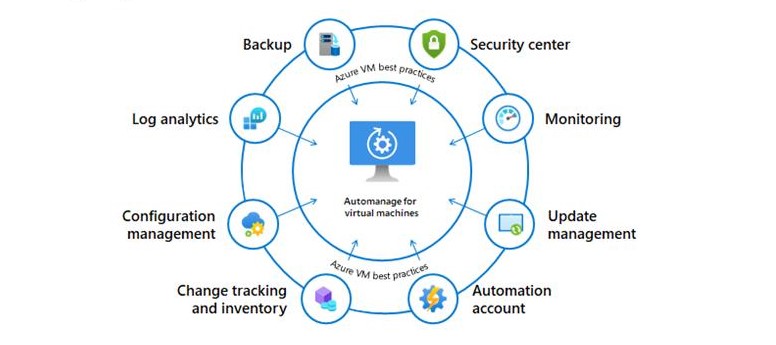 Backup
Security center
Azure VM best practices
Log analytics
Monitoring
Automanage for
virtual machines
Configuration
management
Update
management
Azure VM best practices
Change tracking
and inventory
Automation
account